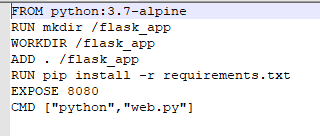 FROM python:3.7-alpine
RUN mkdir /flask_app
WORKDIR /flask_app
ADD . /flask_app
RUN pip install -r requirements.txt
EXPOSE 8080
CMD ["python","web.py"]